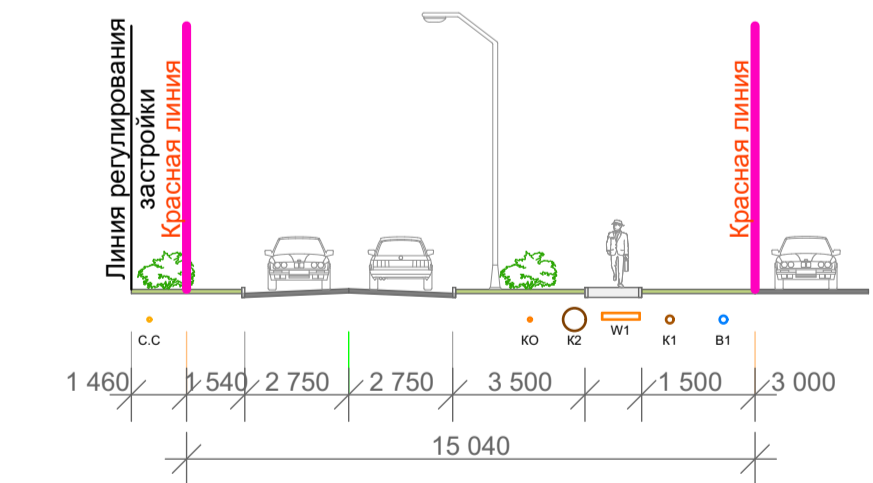 Линия регулирования
застройки
Красная линия
Красная линия
С.С
КО
К2
W1
К1
В1
1 460
1 540
2 750
2 750
3 500
1 500
3 000
15 040